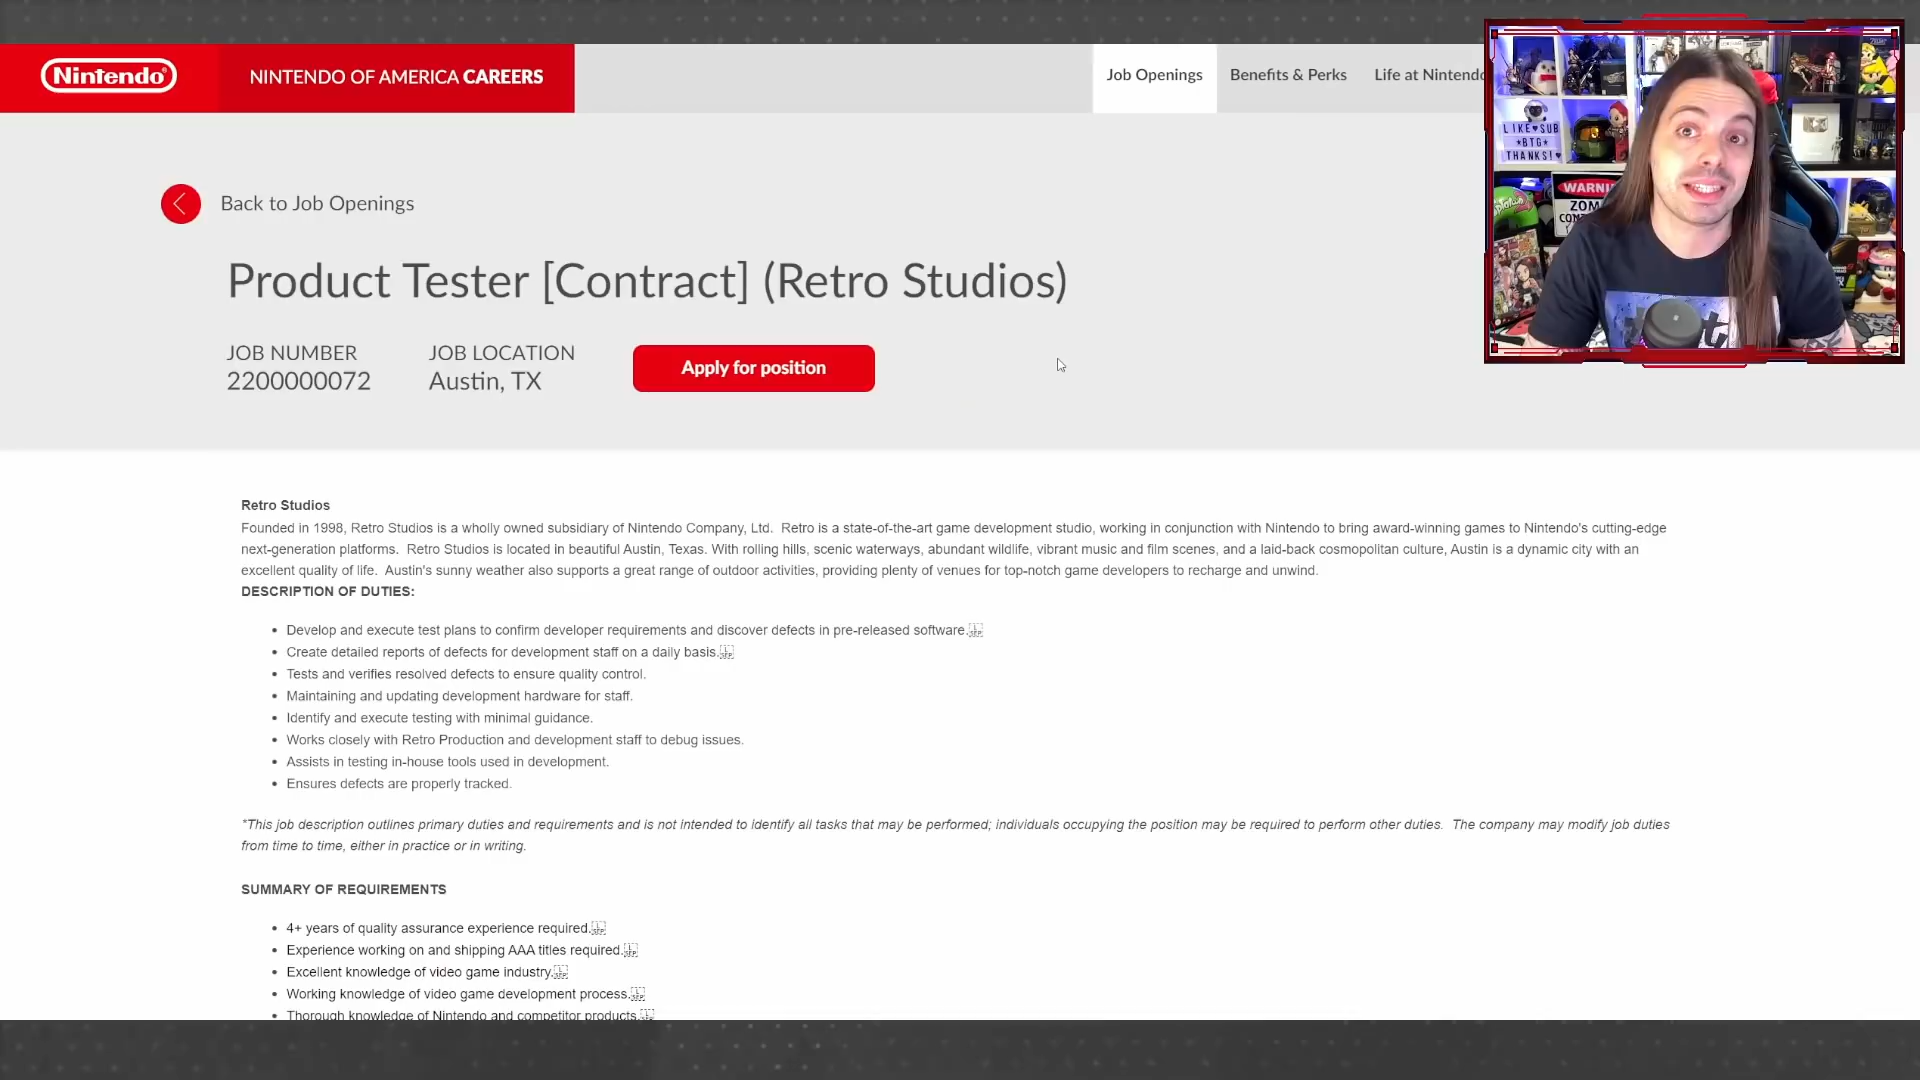 Nintendo
NINTENDO OF AMERICA CAREERS
Job Openings
Benefits & Perks
Life at Nintendo
LIKE♥SUB
*BTG*
THANKS!♥
WARNIN
ZOM
Back to Job Openings
Product Tester [Contract] (Retro Studios)
JOB NUMBER
2200000072
JOB LOCATION
Austin, TX
Apply for position
Retro Studios
Founded in 1998, Retro Studios is a wholly owned subsidiary of Nintendo Company, Ltd. Retro is a state-of-the-art game development studio, working in conjunction with Nintendo to bring award-winning games to Nintendo's cutting-edge
next-generation platforms. Retro Studios is located in beautiful Austin, Texas. With rolling hills, scenic waterways, abundant wildlife, vibrant music and film scenes, and a laid-back cosmopolitan culture, Austin is a dynamic city with an
excellent quality of life. Austin's sunny weather also supports a great range of outdoor activities, providing plenty of venues for top-notch game developers to recharge and unwind.
DESCRIPTION OF DUTIES:
• Develop and execute test plans to confirm developer requirements and discover defects in pre-released software.
• Create detailed reports of defects for development staff on a daily basis.
• Tests and verifies resolved defects to ensure quality control.
• Maintaining and updating development hardware for staff.
• Identify and execute testing with minimal guidance.
• Works closely with Retro Production and development staff to debug issues.
• Assists in testing in-house tools used in development.
• Ensures defects are properly tracked.
*This job description outlines primary duties and requirements and is not intended to identify all tasks that may be performed; individuals occupying the position may be required to perform other duties. The company may modify job duties
from time to time, either in practice or in writing.
SUMMARY OF REQUIREMENTS
• 4+ years of quality assurance experience required.
• Experience working on and shipping AAA titles required.
• Excellent knowledge of video game industry.
• Working knowledge of video game development process.
• Thorough knowledge of Nintendo and competitor products.